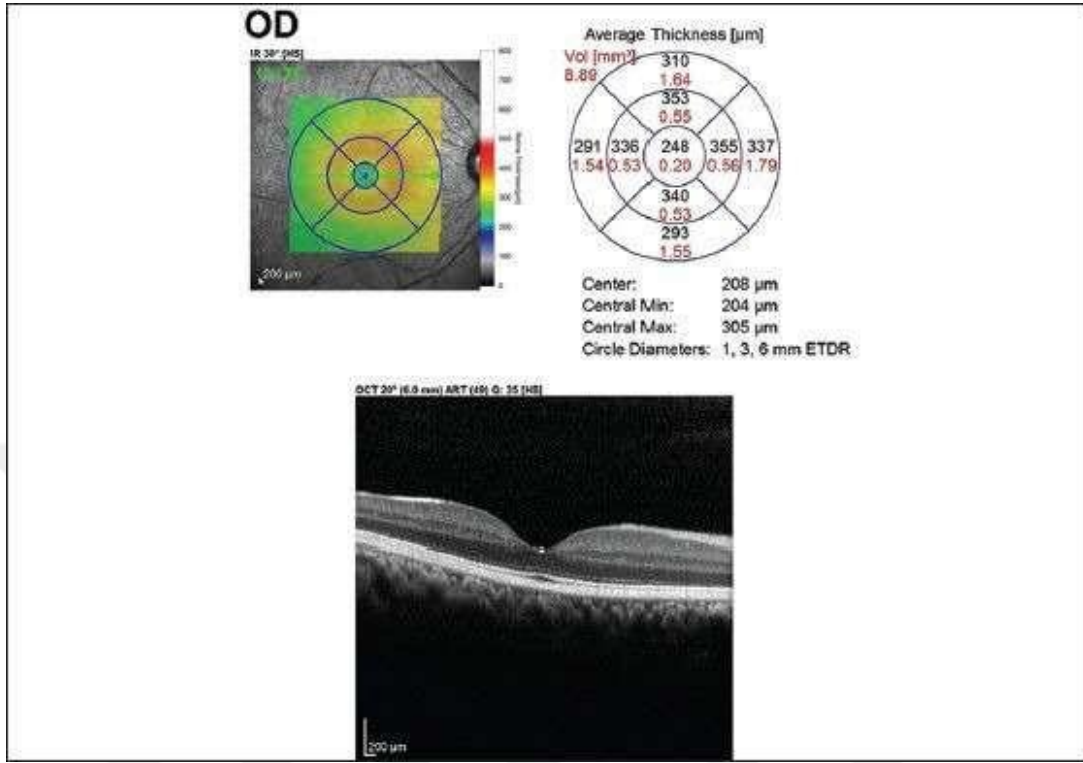 OD
IR 30° [HS]
200 µm
800
Average Thickness [µm]
Vol [mm³]
8.89
310
1.64
353
0.55
291 336 248 355 337
1.54 0.53 0.20 0.56 1.79
340
0.53
293
1.55
Center: 208 µm
Central Min: 204 µm
Central Max: 305 µm
Circle Diameters: 1, 3, 6 mm ETDR
OCT 20° (6.0 mm) ART (49) Q: 35 [HS]
200 µm